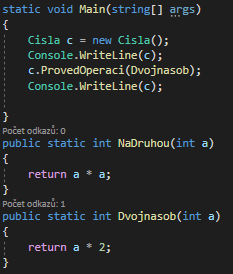 static void Main(string[] args)
{
Cisla c = new Cisla();
Console.WriteLine(c);
c.ProvedOperaci(Dvojnasob);
Console.WriteLine(c);
}
Počet odkazů: 0
public static int NaDruhou(int a)
{
return a * a;
}
Počet odkazů: 1
public static int Dvojnasob(int a)
{
return a * 2;
}